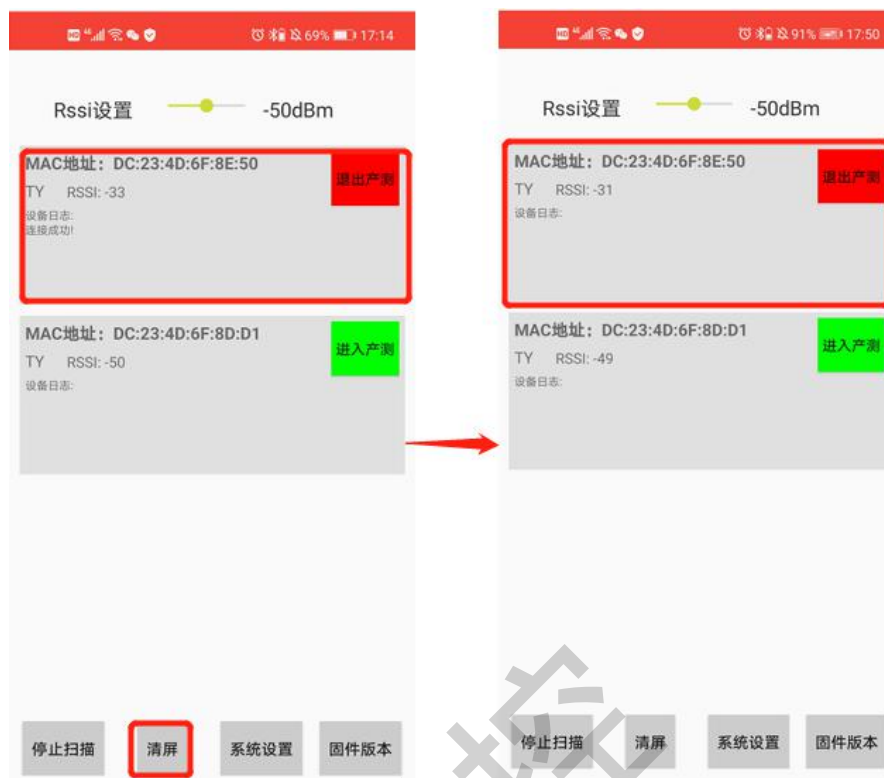 HD 4G 69% 17:14
Rssi设置 -50dBm
MAC地址：DC:23:4D:6F:8E:50
退出产测
TY RSSI: -33
设备日志:
连接成功!
MAC地址：DC:23:4D:6F:8D:D1
进入产测
TY RSSI: -50
设备日志:
停止扫描 清屏 系统设置 固件版本
HD 4G 91% 17:50
Rssi设置 -50dBm
MAC地址：DC:23:4D:6F:8E:50
退出产测
TY RSSI: -31
设备日志:
MAC地址：DC:23:4D:6F:8D:D1
进入产测
TY RSSI: -49
设备日志:
停止扫描 清屏 系统设置 固件版本